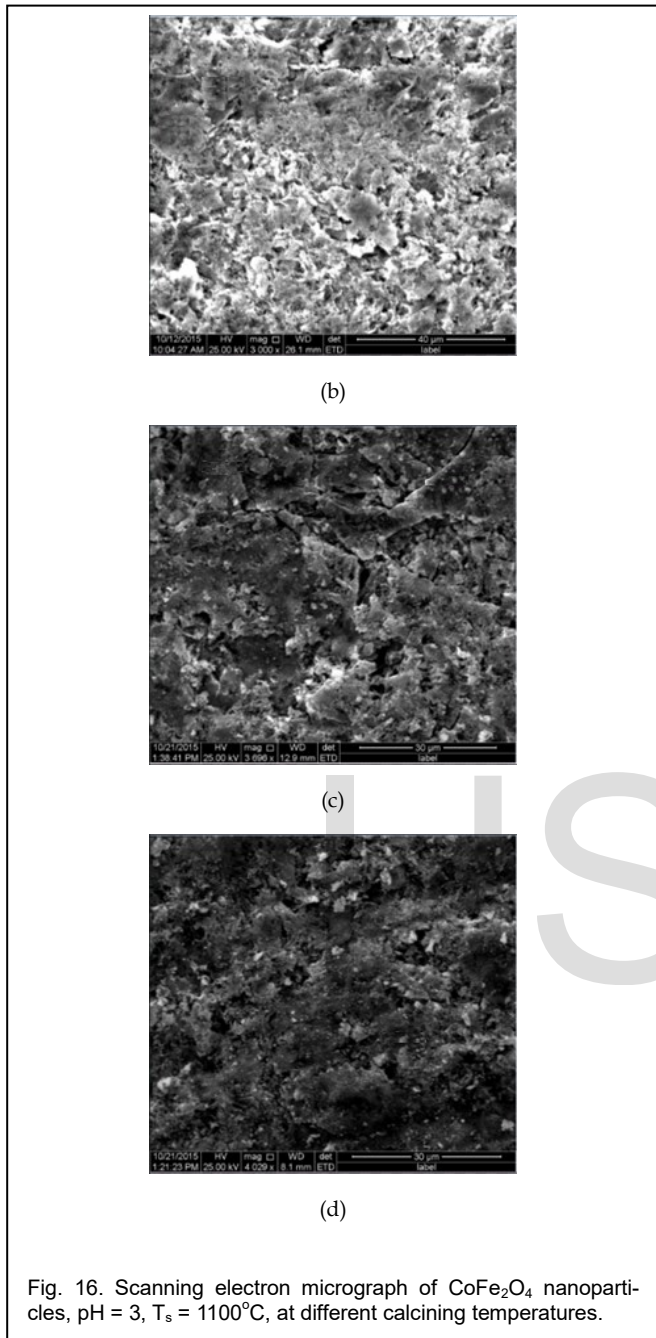 10/12/2015 HV mag □ WD det 40 µm
10:04:27 AM 25.00 kV 3 000 x 26.1 mm ETD label
(b)
10/21/2015 HV mag □ WD det 30 µm
1:38:41 PM 25.00 kV 3 696 x 12.9 mm ETD label
(c)
10/21/2015 HV mag □ WD det 30 µm
1:21:23 PM 25.00 kV 4 029 x 8.1 mm ETD label
(d)
Fig. 16. Scanning electron micrograph of CoFe₂O₄ nanoparti-
cles, pH = 3, Tₛ = 1100°C, at different calcining temperatures.